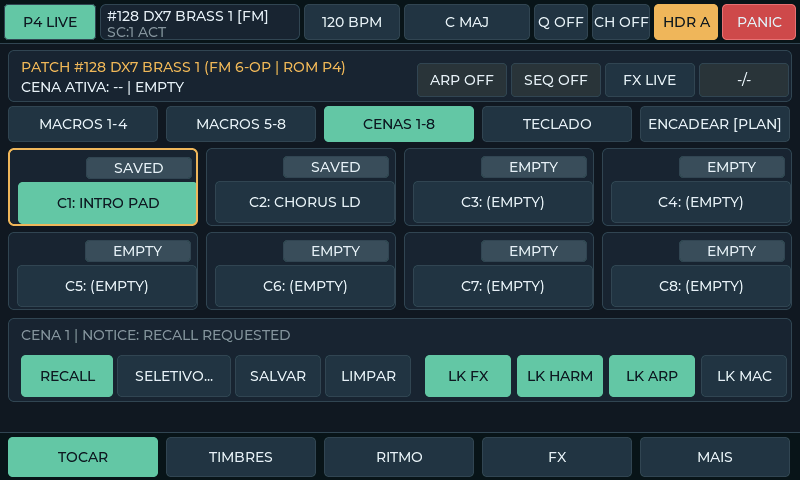 P4 LIVE
#128 DX7 BRASS 1 [FM]
SC:1 ACT
120 BPM
C MAJ
Q OFF
CH OFF
HDR A
PANIC
PATCH #128 DX7 BRASS 1 (FM 6-OP | ROM P4)
CENA ATIVA: -- | EMPTY
ARP OFF
SEQ OFF
FX LIVE
-/-
MACROS 1-4
MACROS 5-8
CENAS 1-8
TECLADO
ENCADEAR [PLAN]
SAVED
C1: INTRO PAD
SAVED
C2: CHORUS LD
EMPTY
C3: (EMPTY)
EMPTY
C4: (EMPTY)
EMPTY
C5: (EMPTY)
EMPTY
C6: (EMPTY)
EMPTY
C7: (EMPTY)
EMPTY
C8: (EMPTY)
CENA 1 | NOTICE: RECALL REQUESTED
RECALL
SELETIVO...
SALVAR
LIMPAR
LK FX
LK HARM
LK ARP
LK MAC
TOCAR
TIMBRES
RITMO
FX
MAIS